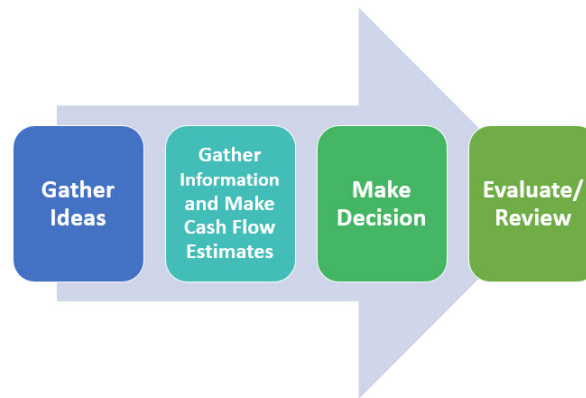 Gather
Ideas
Gather
Information
and Make
Cash Flow
Estimates
Make
Decision
Evaluate/
Review